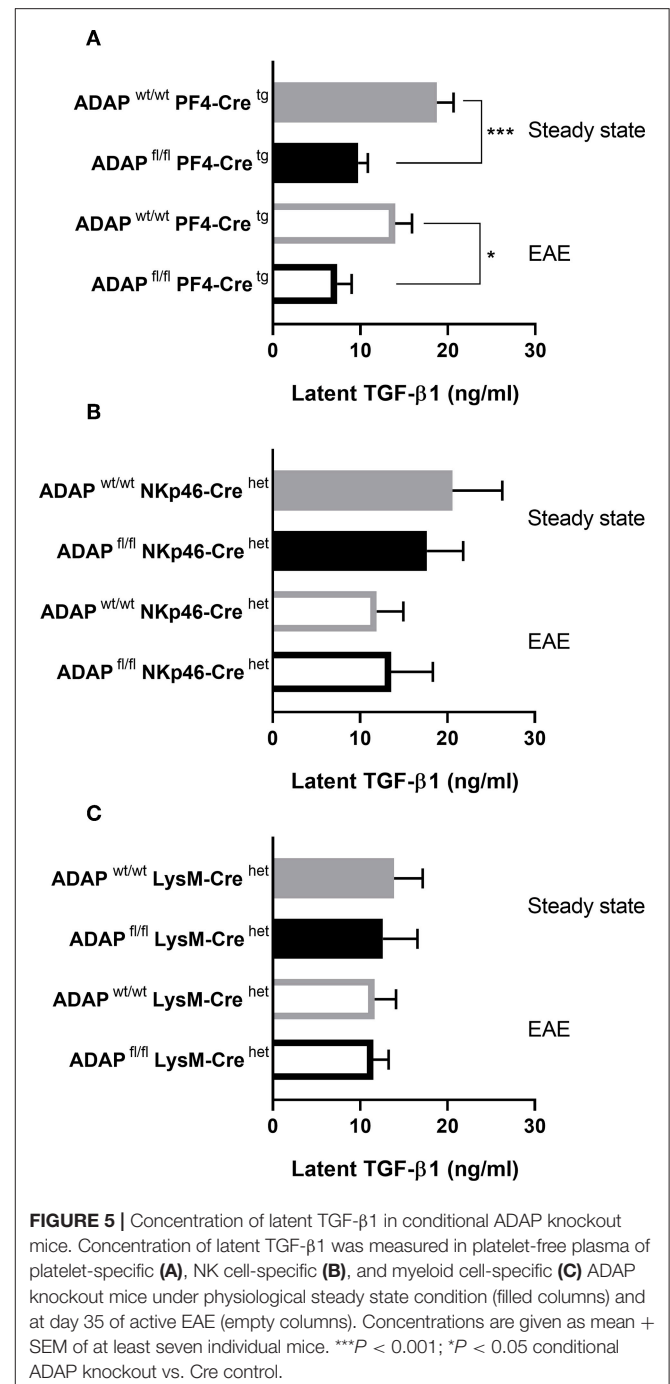 A
ADAP wt/wt PF4-Cre tg
ADAP fl/fl PF4-Cre tg
*** Steady state
ADAP wt/wt PF4-Cre tg
ADAP fl/fl PF4-Cre tg
* EAE
0 10 20 30
Latent TGF-β1 (ng/ml)
B
ADAP wt/wt NKp46-Cre het
ADAP fl/fl NKp46-Cre het
Steady state
ADAP wt/wt NKp46-Cre het
ADAP fl/fl NKp46-Cre het
EAE
0 10 20 30
Latent TGF-β1 (ng/ml)
C
ADAP wt/wt LysM-Cre het
ADAP fl/fl LysM-Cre het
Steady state
ADAP wt/wt LysM-Cre het
ADAP fl/fl LysM-Cre het
EAE
0 10 20 30
Latent TGF-β1 (ng/ml)
FIGURE 5 | Concentration of latent TGF-β1 in conditional ADAP knockout
mice. Concentration of latent TGF-β1 was measured in platelet-free plasma of
platelet-specific (A), NK cell-specific (B), and myeloid cell-specific (C) ADAP
knockout mice under physiological steady state condition (filled columns) and
at day 35 of active EAE (empty columns). Concentrations are given as mean +
SEM of at least seven individual mice. ***P < 0.001; *P < 0.05 conditional
ADAP knockout vs. Cre control.